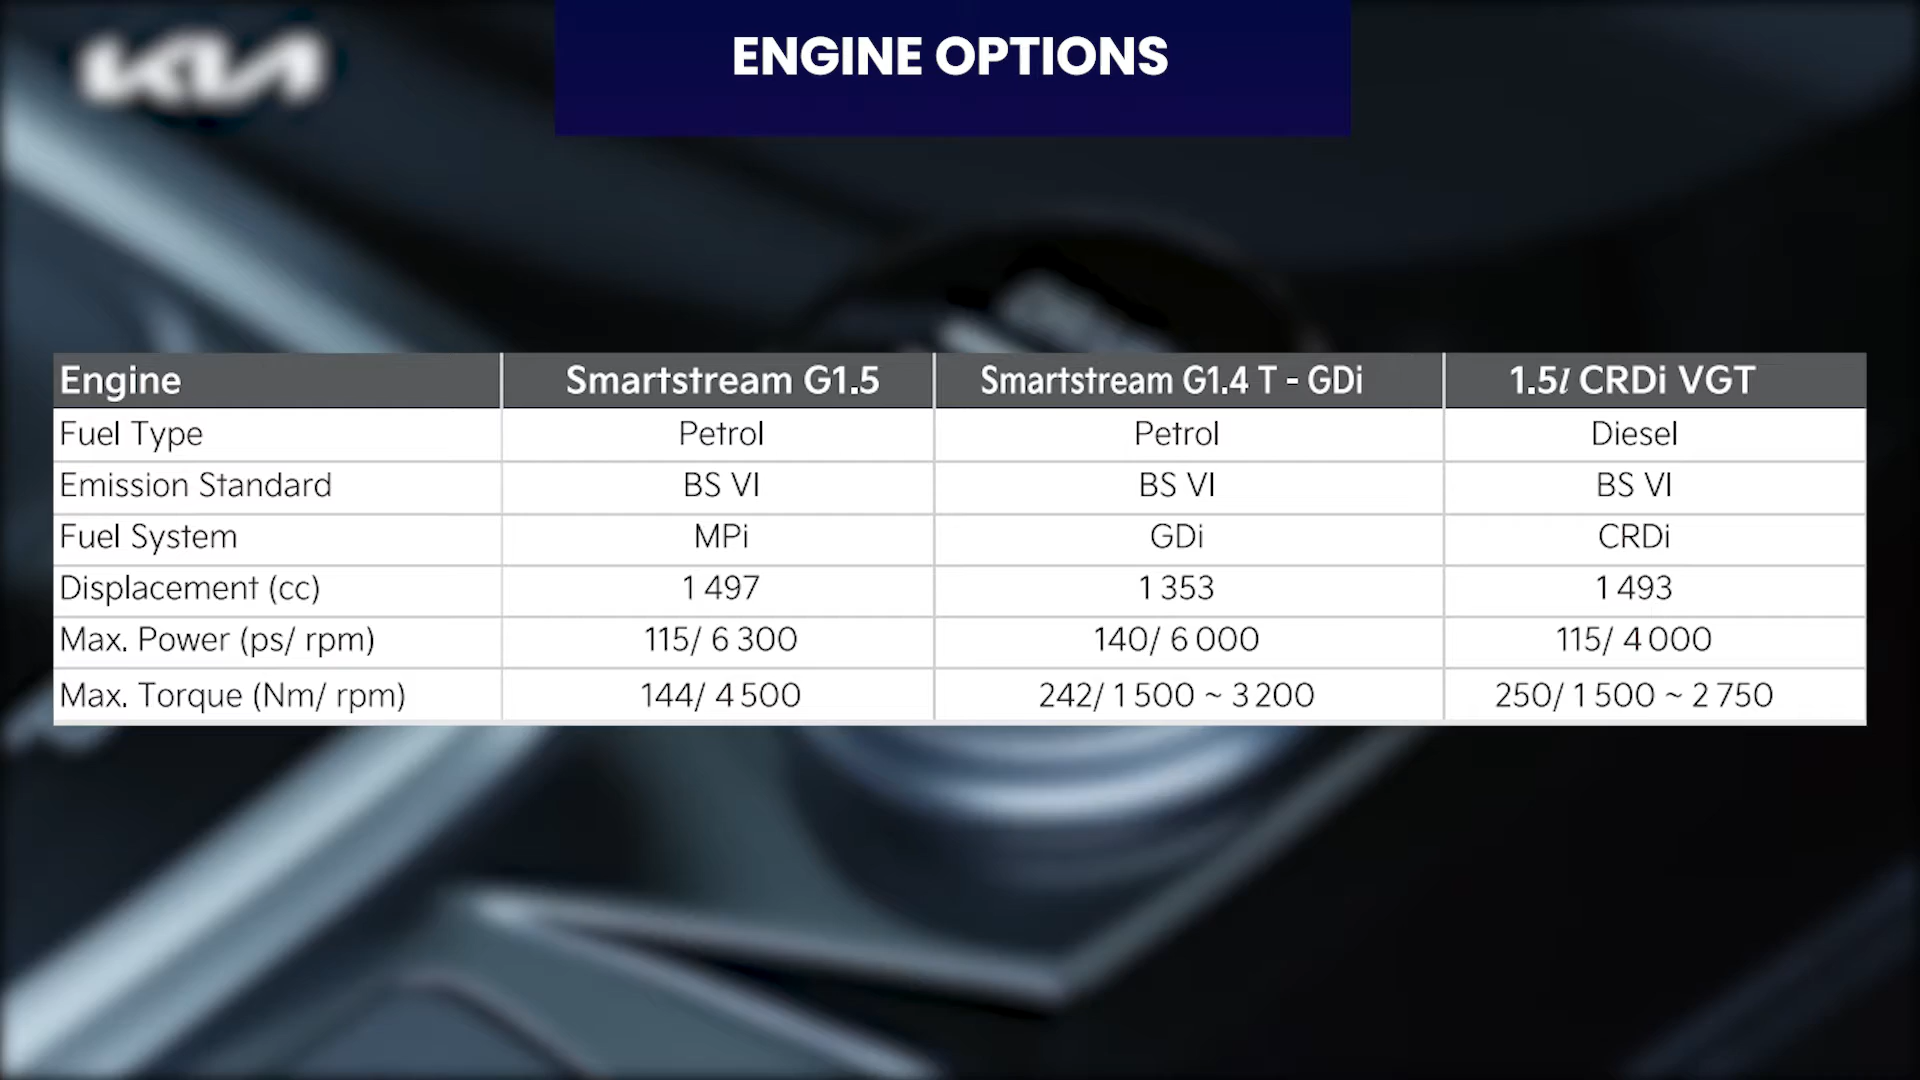 KIA
ENGINE OPTIONS
Engine Smartstream G1.5 Smartstream G1.4 T - GDi 1.5l CRDi VGT
Fuel Type Petrol Petrol Diesel
Emission Standard BS VI BS VI BS VI
Fuel System MPi GDi CRDi
Displacement (cc) 1 497 1 353 1 493
Max. Power (ps/ rpm) 115/ 6 300 140/ 6 000 115/ 4 000
Max. Torque (Nm/ rpm) 144/ 4 500 242/ 1 500 ~ 3 200 250/ 1 500 ~ 2 750